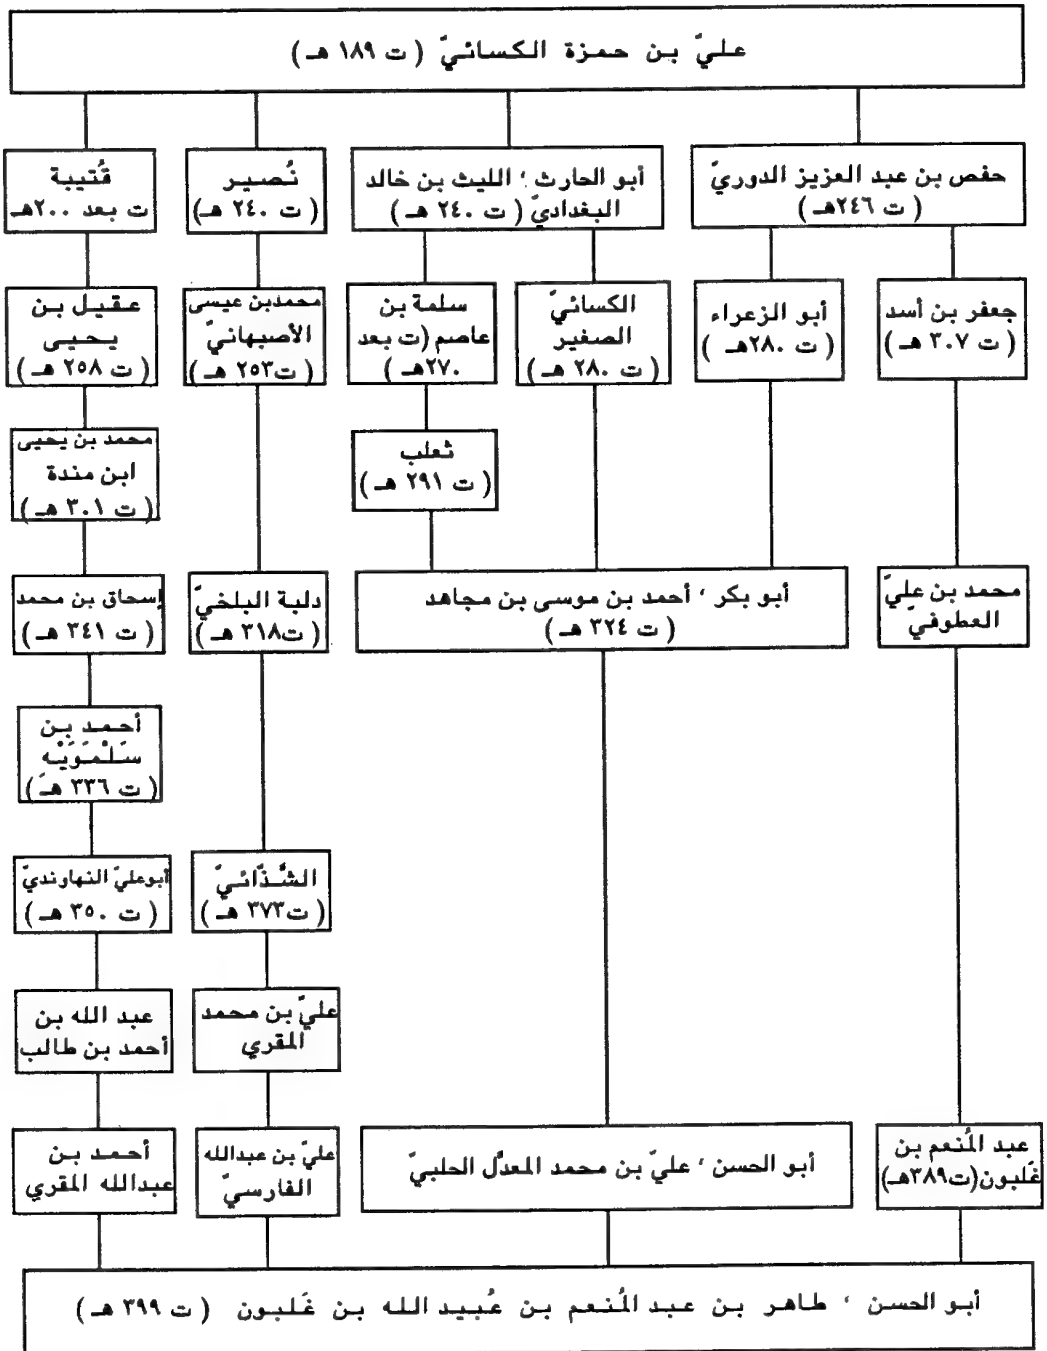 عليّ بن حمزة الكسائيّ ( ت ١٨٩ هـ )
حفص بن عبد العزيز الدوريّ
( ت ٢٤٦هـ )
أبو الحارث ؛ الليث بن خالد
البغداديّ ( ت ٢٤٠ هـ )
نُصير
( ت ٢٤٠ هـ )
قُتيبة
ت بعد ٢٠٠هـ
جعفر بن أسد
( ت ٣٠٧ هـ )
أبو الزعراء
( ت ٢٨٠هـ )
الكسائيّ
الصغير
( ت ٢٨٠ هـ )
سلمة بن
عاصم (ت بعد
٢٧٠هـ )
محمدبن عيسى
الأصبهانيّ
( ت٢٥٣ هـ )
عقيل بن
يحيى
( ت ٢٥٨ هـ )
ثعلب
( ت ٢٩١ هـ )
محمد بن يحيى
ابن مندة
( ت ٣٠١ هـ )
محمد بن عليّ
العطوفيّ
أبو بكر ، أحمد بن موسى بن مجاهد
( ت ٣٢٤ هـ )
دلبة البلخيّ
( ت٣١٨ هـ )
إسحاق بن محمد
( ت ٣٤١ هـ )
أحمد بن
سَلْمَوَيْه
( ت ٣٣٦ هـ )
الشَّذّائيّ
( ت٣٧٣ هـ )
أبوعليّ النهاونديّ
( ت ٣٥٠ هـ )
عليّ بن محمد
المقري
عبد الله بن
أحمد بن طالب
عبد المُنعم بن
غَلبون(ت٣٨٩هـ)
أبو الحسن ، عليّ بن محمد المعدَّل الحلبيّ
عليّ بن عبدالله
الفارسيّ
أحمد بن
عبدالله المقري
أبو الحسن ، طاهر بن عبد المُنعم بن عُبيد الله بن غَلبون ( ت ٣٩٩ هـ )